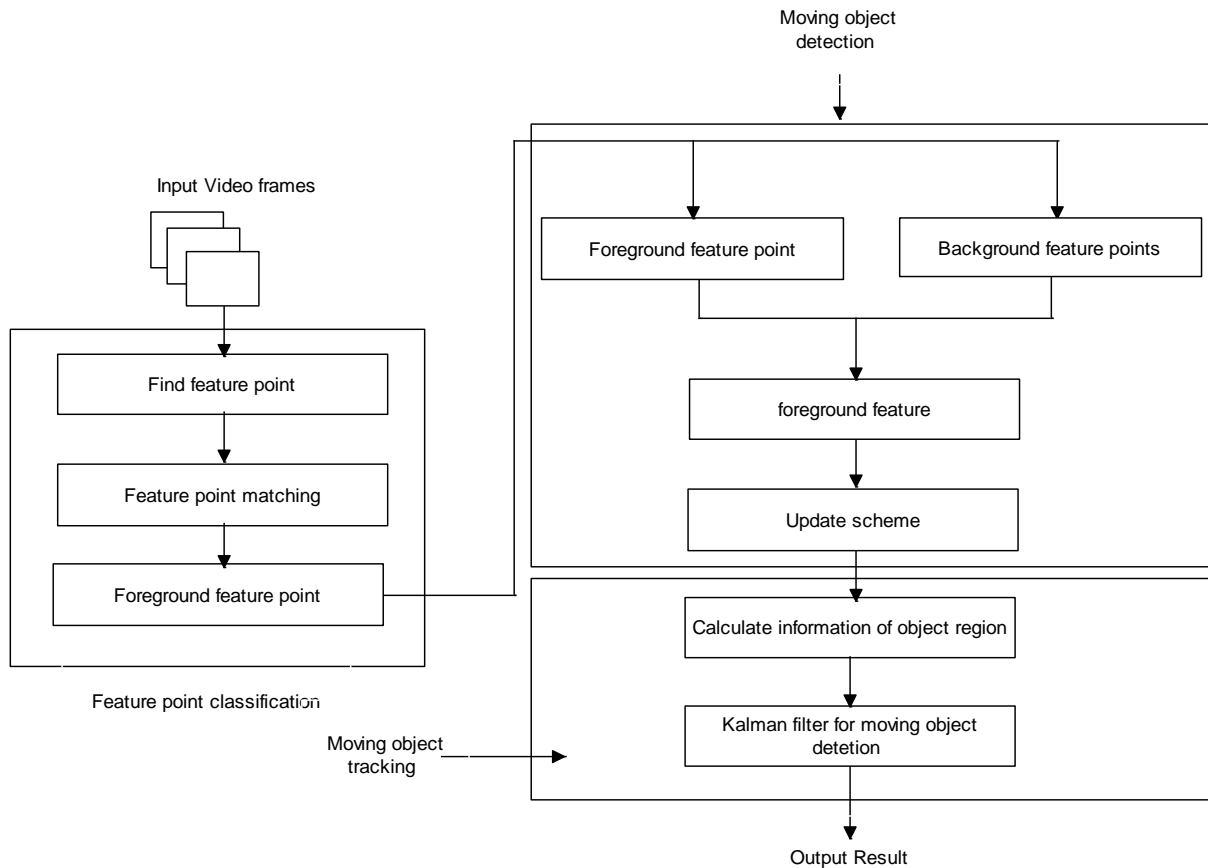 Moving object
detection
Input Video frames
Foreground feature point
Background feature points
Find feature point
foreground feature
Feature point matching
Update scheme
Foreground feature point
Calculate information of object region
Feature point classification
Kalman filter for moving object
detetion
Moving object
tracking
Output Result